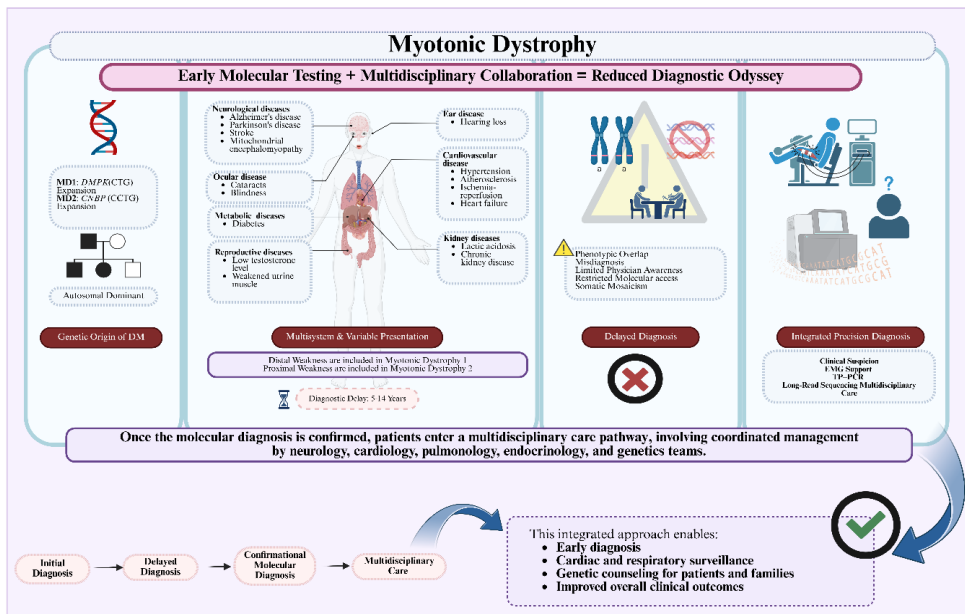 Myotonic Dystrophy
Early Molecular Testing + Multidisciplinary Collaboration = Reduced Diagnostic Odyssey
MD1: DMPK(CTG)
Expansion
MD2: CNBP (CCTG)
Expansion
Autosomal Dominant
Genetic Origin of DM
Neurological diseases
• Alzheimer's disease
• Parkinson's disease
• Stroke
• Mitochondrial
encephalomyopathy
Ocular disease
• Cataracts
• Blindness
Metabolic diseases
• Diabetes
Reproductive diseases
• Low testosterone
level
• Weakened utrine
muscle
Ear disease
• Hearing loss
Cardiovascular
disease
• Hypertension
• Atherosclerosis
• Ischemia-
reperfusion
• Heart failure
Kidney diseases
• Lactic acidosis
• Chronic
kidney disease
Multisystem & Variable Presentation
Distal Weakness are included in Myotonic Dystrophy 1
Proximal Weakness are included in Myotonic Dystrophy 2
Diagnostic Delay: 5-14 Years
Phenotypic Overlap
Misdiagnosis
Limited Physician Awareness
Restricted Molecular access
Somatic Mosaicism
Delayed Diagnosis
?
Integrated Precision Diagnosis
Clinical Suspicion
EMG Support
TP-PCR
Long-Read Sequencing Multidisciplinary
Care
Once the molecular diagnosis is confirmed, patients enter a multidisciplinary care pathway, involving coordinated management
by neurology, cardiology, pulmonology, endocrinology, and genetics teams.
Initial
Diagnosis
Delayed
Diagnosis
Confirmational
Molecular
Diagnosis
Multidisciplinary
Care
This integrated approach enables:
• Early diagnosis
• Cardiac and respiratory surveillance
• Genetic counseling for patients and families
• Improved overall clinical outcomes